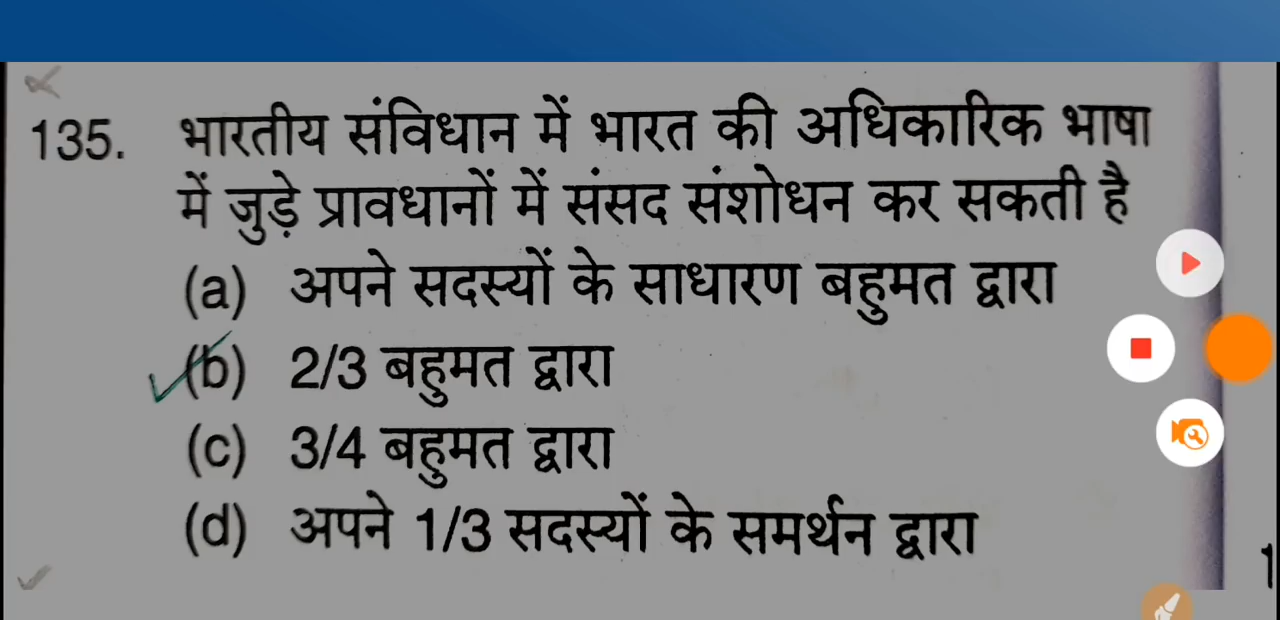 135. भारतीय संविधान में भारत की अधिकारिक भाषा
में जुड़े प्रावधानों में संसद संशोधन कर सकती है
(a) अपने सदस्यों के साधारण बहुमत द्वारा
(b) 2/3 बहुमत द्वारा
(c) 3/4 बहुमत द्वारा
(d) अपने 1/3 सदस्यों के समर्थन द्वारा
1